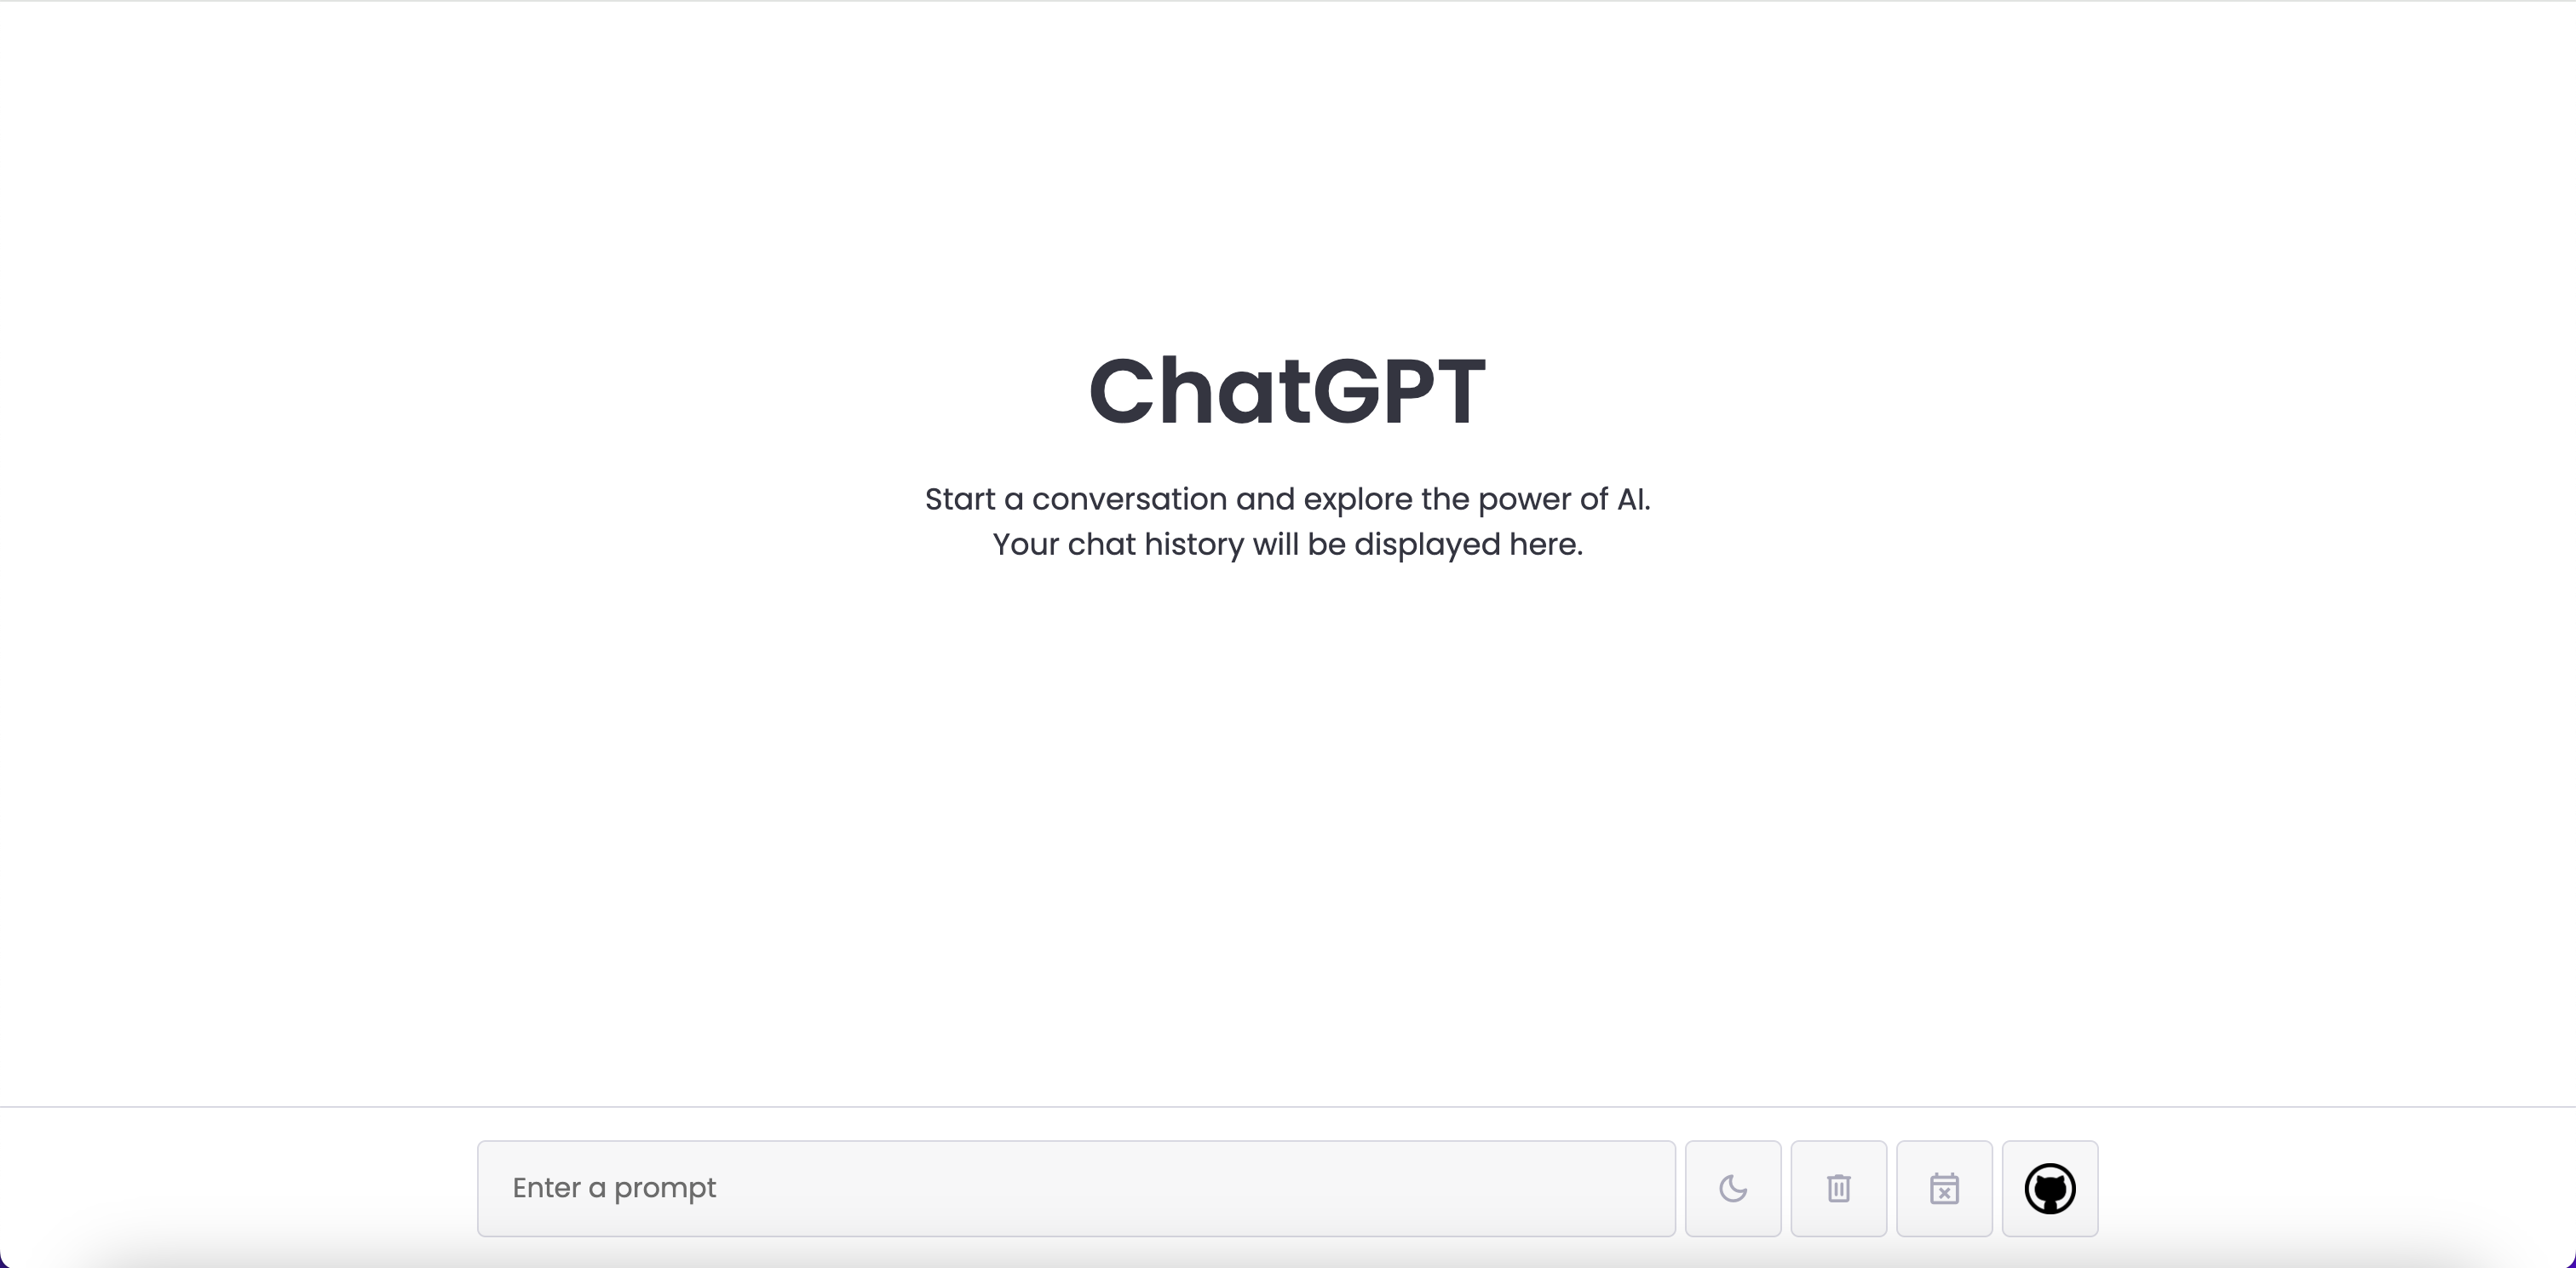 ChatGPT
Start a conversation and explore the power of AI.
Your chat history will be displayed here.
Enter a prompt